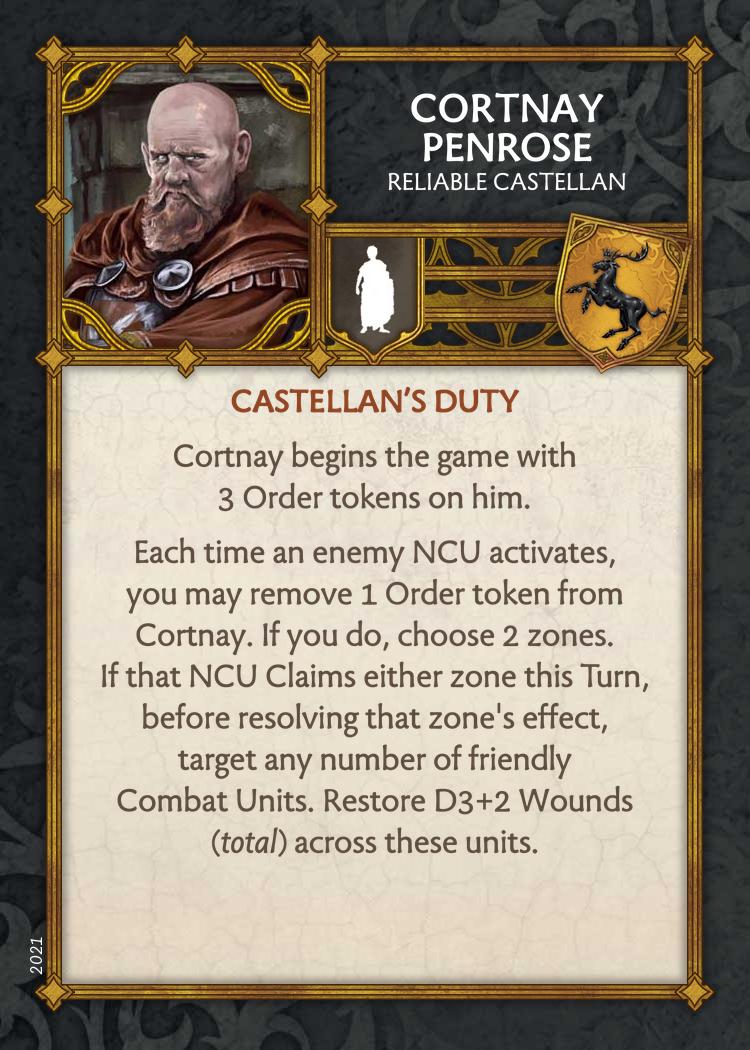 CORTNAY
PENROSE
RELIABLE CASTELLAN
CASTELLAN'S DUTY
Cortnay begins the game with
3 Order tokens on him.
Each time an enemy NCU activates,
you may remove 1 Order token from
Cortnay. If you do, choose 2 zones.
If that NCU Claims either zone this Turn,
before resolving that zone's effect,
target any number of friendly
Combat Units. Restore D3+2 Wounds
(total) across these units.
2021